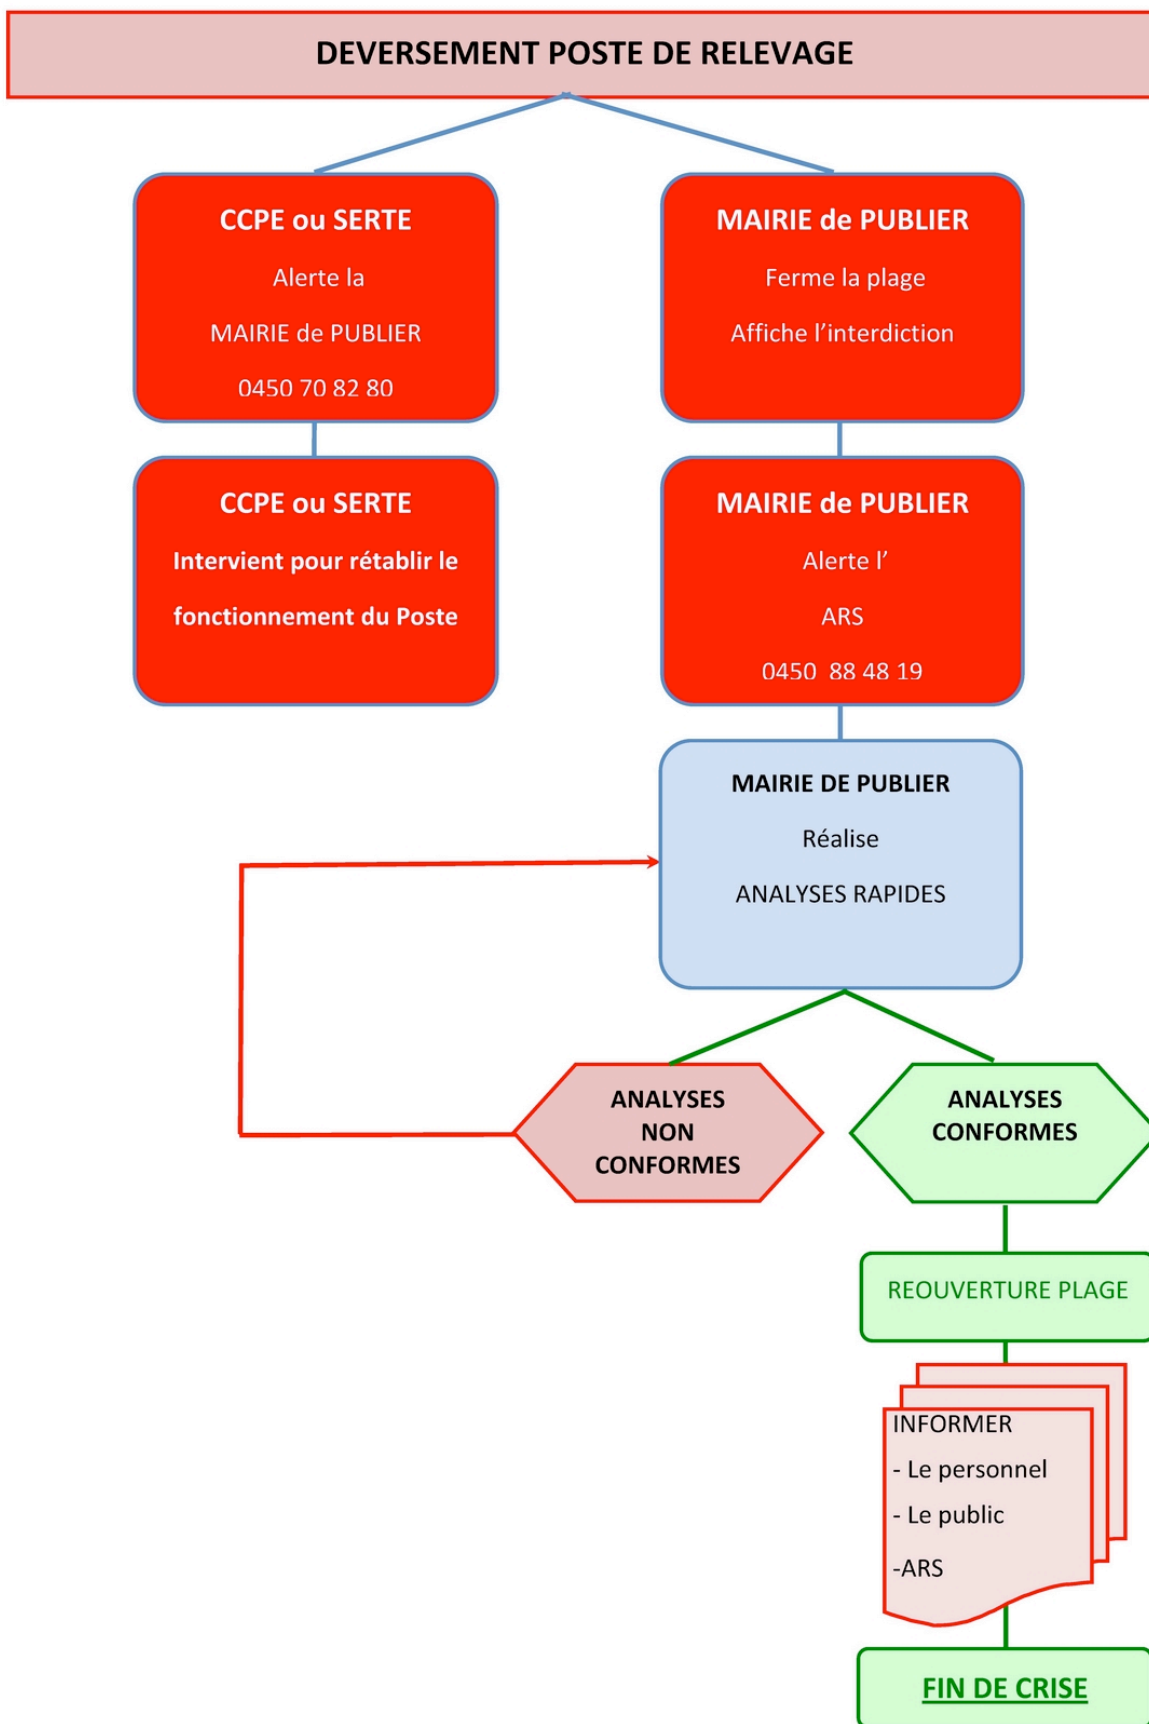 DEVERSEMENT POSTE DE RELEVAGE
CCPE ou SERTE
Alerte la
MAIRIE de PUBLIER
0450 70 82 80
MAIRIE de PUBLIER
Ferme la plage
Affiche l’interdiction
CCPE ou SERTE
Intervient pour rétablir le
fonctionnement du Poste
MAIRIE de PUBLIER
Alerte l’
ARS
0450  88 48 19
MAIRIE DE PUBLIER
Réalise
ANALYSES RAPIDES
ANALYSES
NON
CONFORMES
ANALYSES
CONFORMES
REOUVERTURE PLAGE
INFORMER
- Le personnel
- Le public
-ARS
FIN DE CRISE